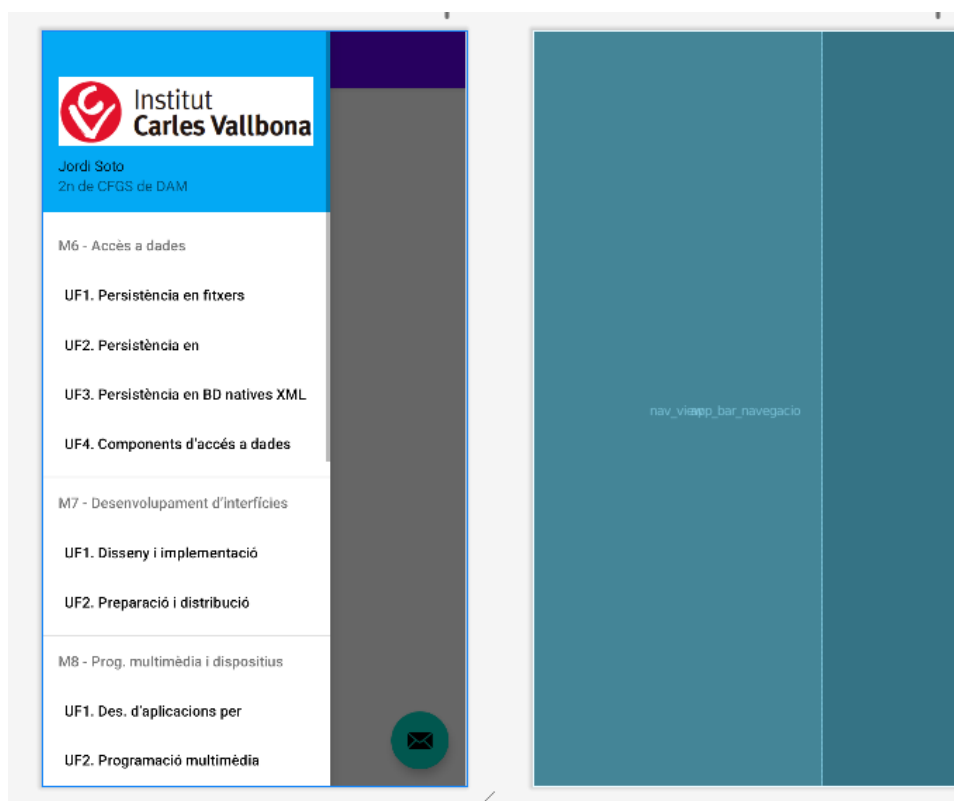 Institut
Carles Vallbona
Jordi Soto
2n de CFGS de DAM
M6 - Accès a dades
UF1. Persistència en fitxers
UF2. Persistència en
UF3. Persistència en BD natives XML
UF4. Components d'accés a dades
M7 - Desenvolupament d'interfícies
UF1. Disseny i implementació
UF2. Preparació i distribució
M8 - Prog. multimèdia i dispositius
UF1. Des. d'aplicacions per
UF2. Programació multimèdia
nav_view
app_bar_navegacio